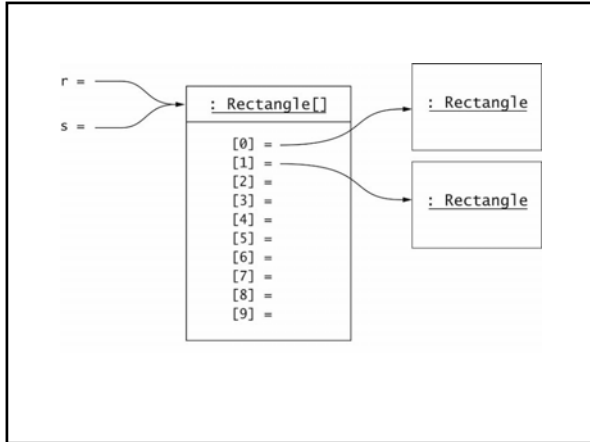 r =
s =
: Rectangle[]
[0] =
[1] =
[2] =
[3] =
[4] =
[5] =
[6] =
[7] =
[8] =
[9] =
: Rectangle
: Rectangle